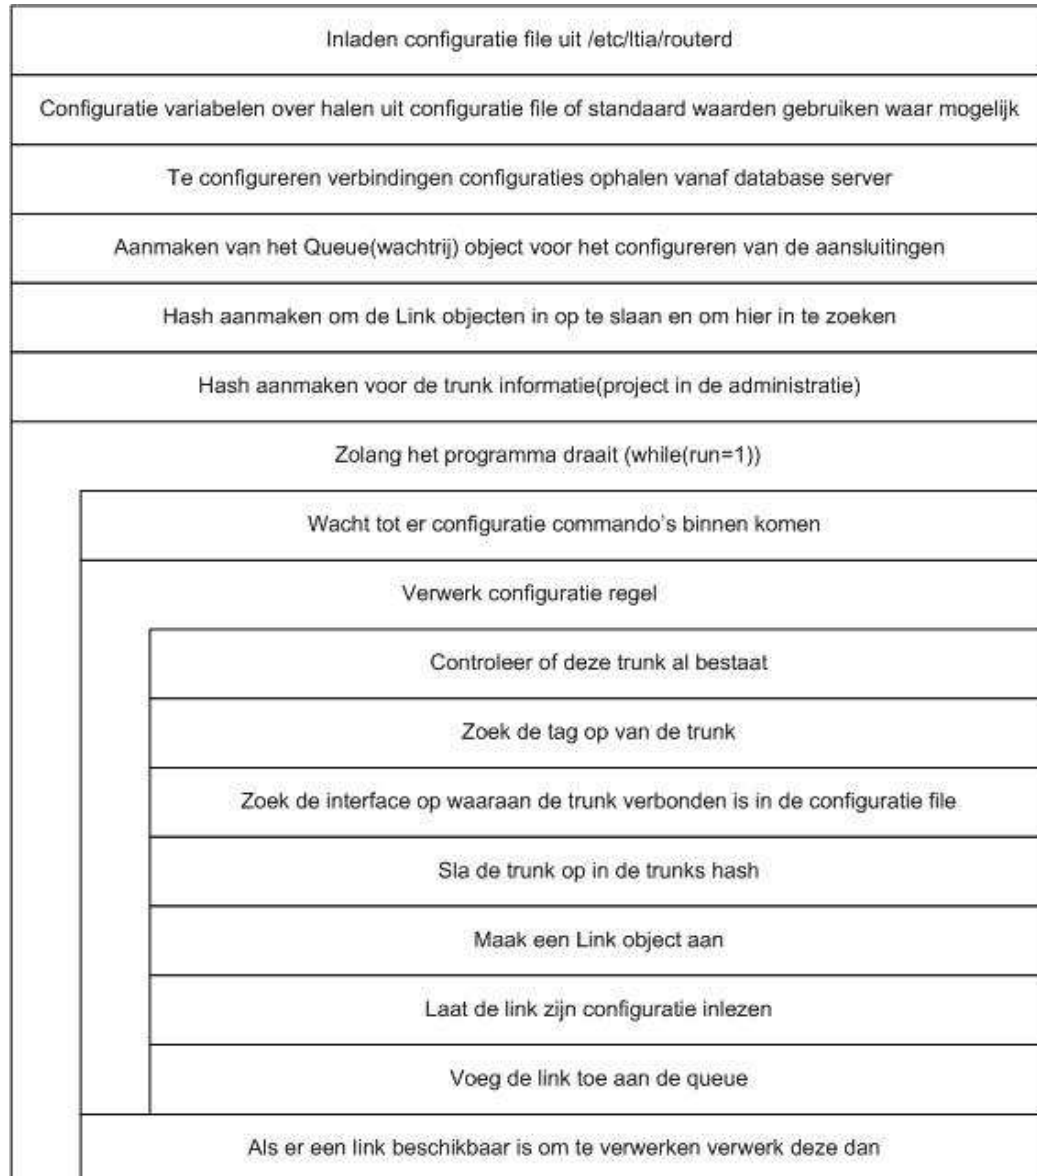 Inladen configuratie file uit /etc/ltia/routerd
Configuratie variabelen over halen uit configuratie file of standaard waarden gebruiken waar mogelijk
Te configureren verbindingen configuraties ophalen vanaf database server
Aanmaken van het Queue(wachtrij) object voor het configureren van de aansluitingen
Hash aanmaken om de Link objecten in op te slaan en om hier in te zoeken
Hash aanmaken voor de trunk informatie(project in de administratie)
Zolang het programma draait (while(run=1))
Wacht tot er configuratie commando's binnen komen
Verwerk configuratie regel
Controleer of deze trunk al bestaat
Zoek de tag op van de trunk
Zoek de interface op waaraan de trunk verbonden is in de configuratie file
Sla de trunk op in de trunks hash
Maak een Link object aan
Laat de link zijn configuratie inlezen
Voeg de link toe aan de queue
Als er een link beschikbaar is om te verwerken verwerk deze dan